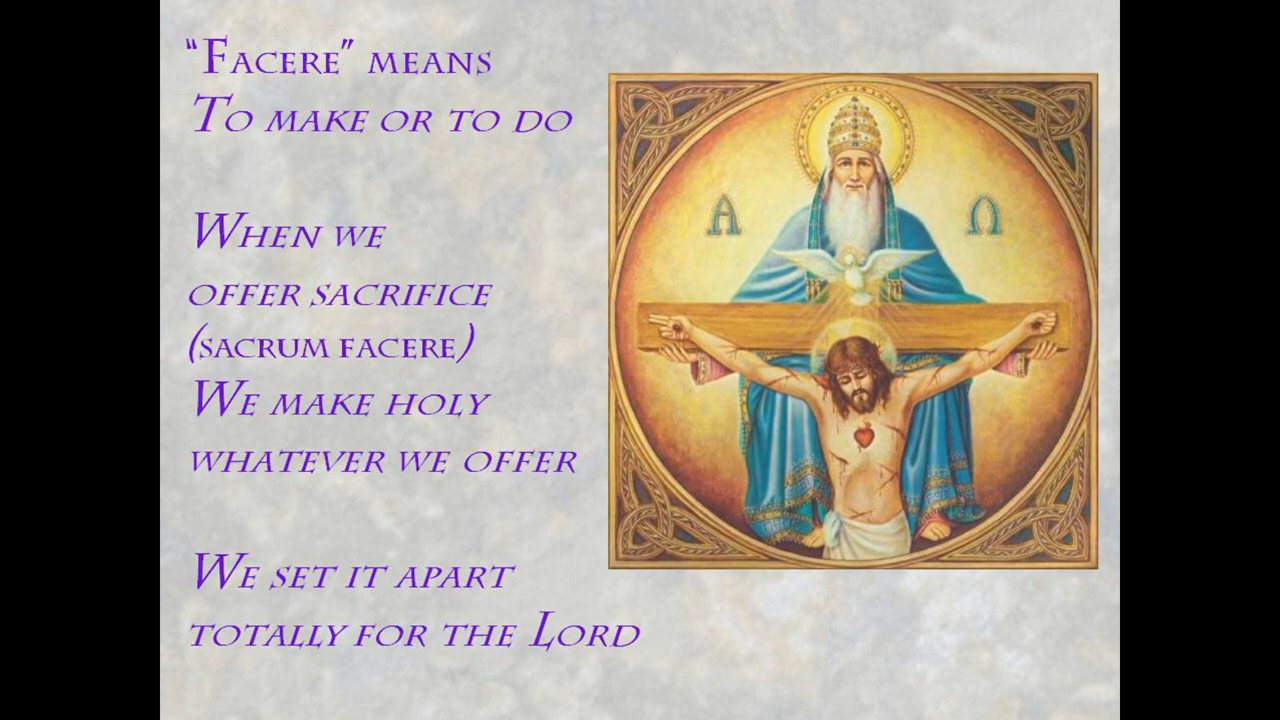 “Facere” means
To make or to do
When we
offer sacrifice
(sacrum facere)
We make holy
whatever we offer
We set it apart
totally for the Lord
Α Ω